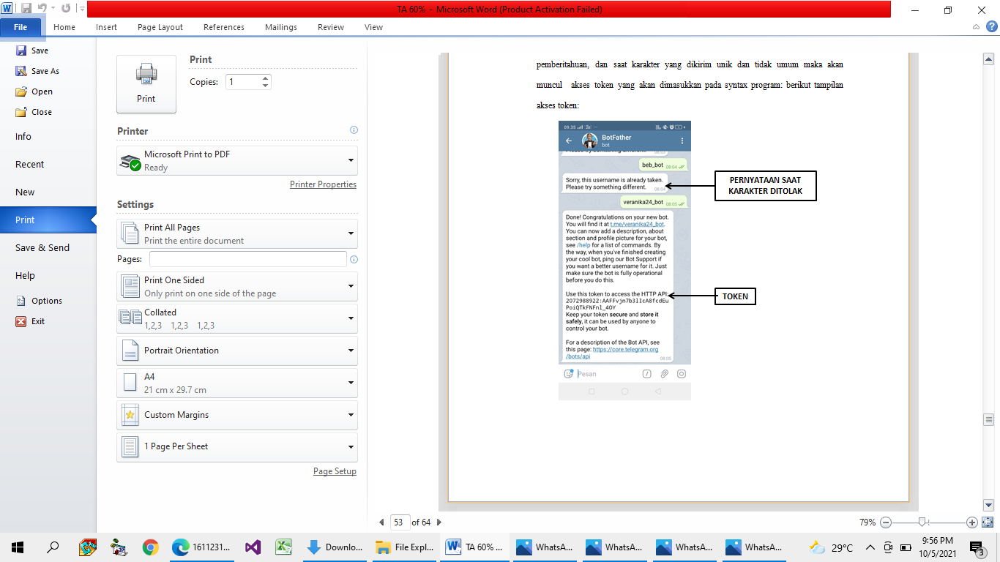 TA 60% - Microsoft Word (Product Activation Failed)
File Home Insert Page Layout References Mailings Review View
Save
Save As
Open
Close
Info
Recent
New
Print
Save & Send
Help
Options
Exit
Print
Print
Copies: 1
Printer
Microsoft Print to PDF
Ready
Printer Properties
Settings
Print All Pages
Print the entire document
Pages:
Print One Sided
Only print on one side of the page
Collated
1,2,3 1,2,3 1,2,3
Portrait Orientation
A4
21 cm x 29.7 cm
Custom Margins
1 Page Per Sheet
Page Setup
pemberitahuan, dan saat karakter yang dikirim unik dan tidak umum maka akan
muncul akses token yang akan dimasukkan pada syntax program: berikut tampilan
akses token:
09.35
BotFather
bot
beb_bot 08:04
Sorry, this username is already taken.
Please try something different. 08:04
veranika24_bot 08:05
Done! Congratulations on your new bot.
You will find it at t.me/veranika24_bot.
You can now add a description, about
section and profile picture for your bot,
see /help for a list of commands. By
the way, when you've finished creating
your cool bot, ping our Bot Support if
you want a better username for it. Just
make sure the bot is fully operational
before you do this.
Use this token to access the HTTP API:
2072988922:AAFFvjn7b3lIcA8fcdEu
PoiQTkFNFnl_4OY
Keep your token secure and store it
safely, it can be used by anyone to
control your bot.
For a description of the Bot API, see
this page: https://core.telegram.org
/bots/api 08:05
Pesan
PERNYATAAN SAAT
KARAKTER DITOLAK
TOKEN
53 of 64
79%
1611231... Downlo... File Expl... TA 60% ... WhatsA... WhatsA... WhatsA... WhatsA... 29°C
9:56 PM
10/5/2021
3